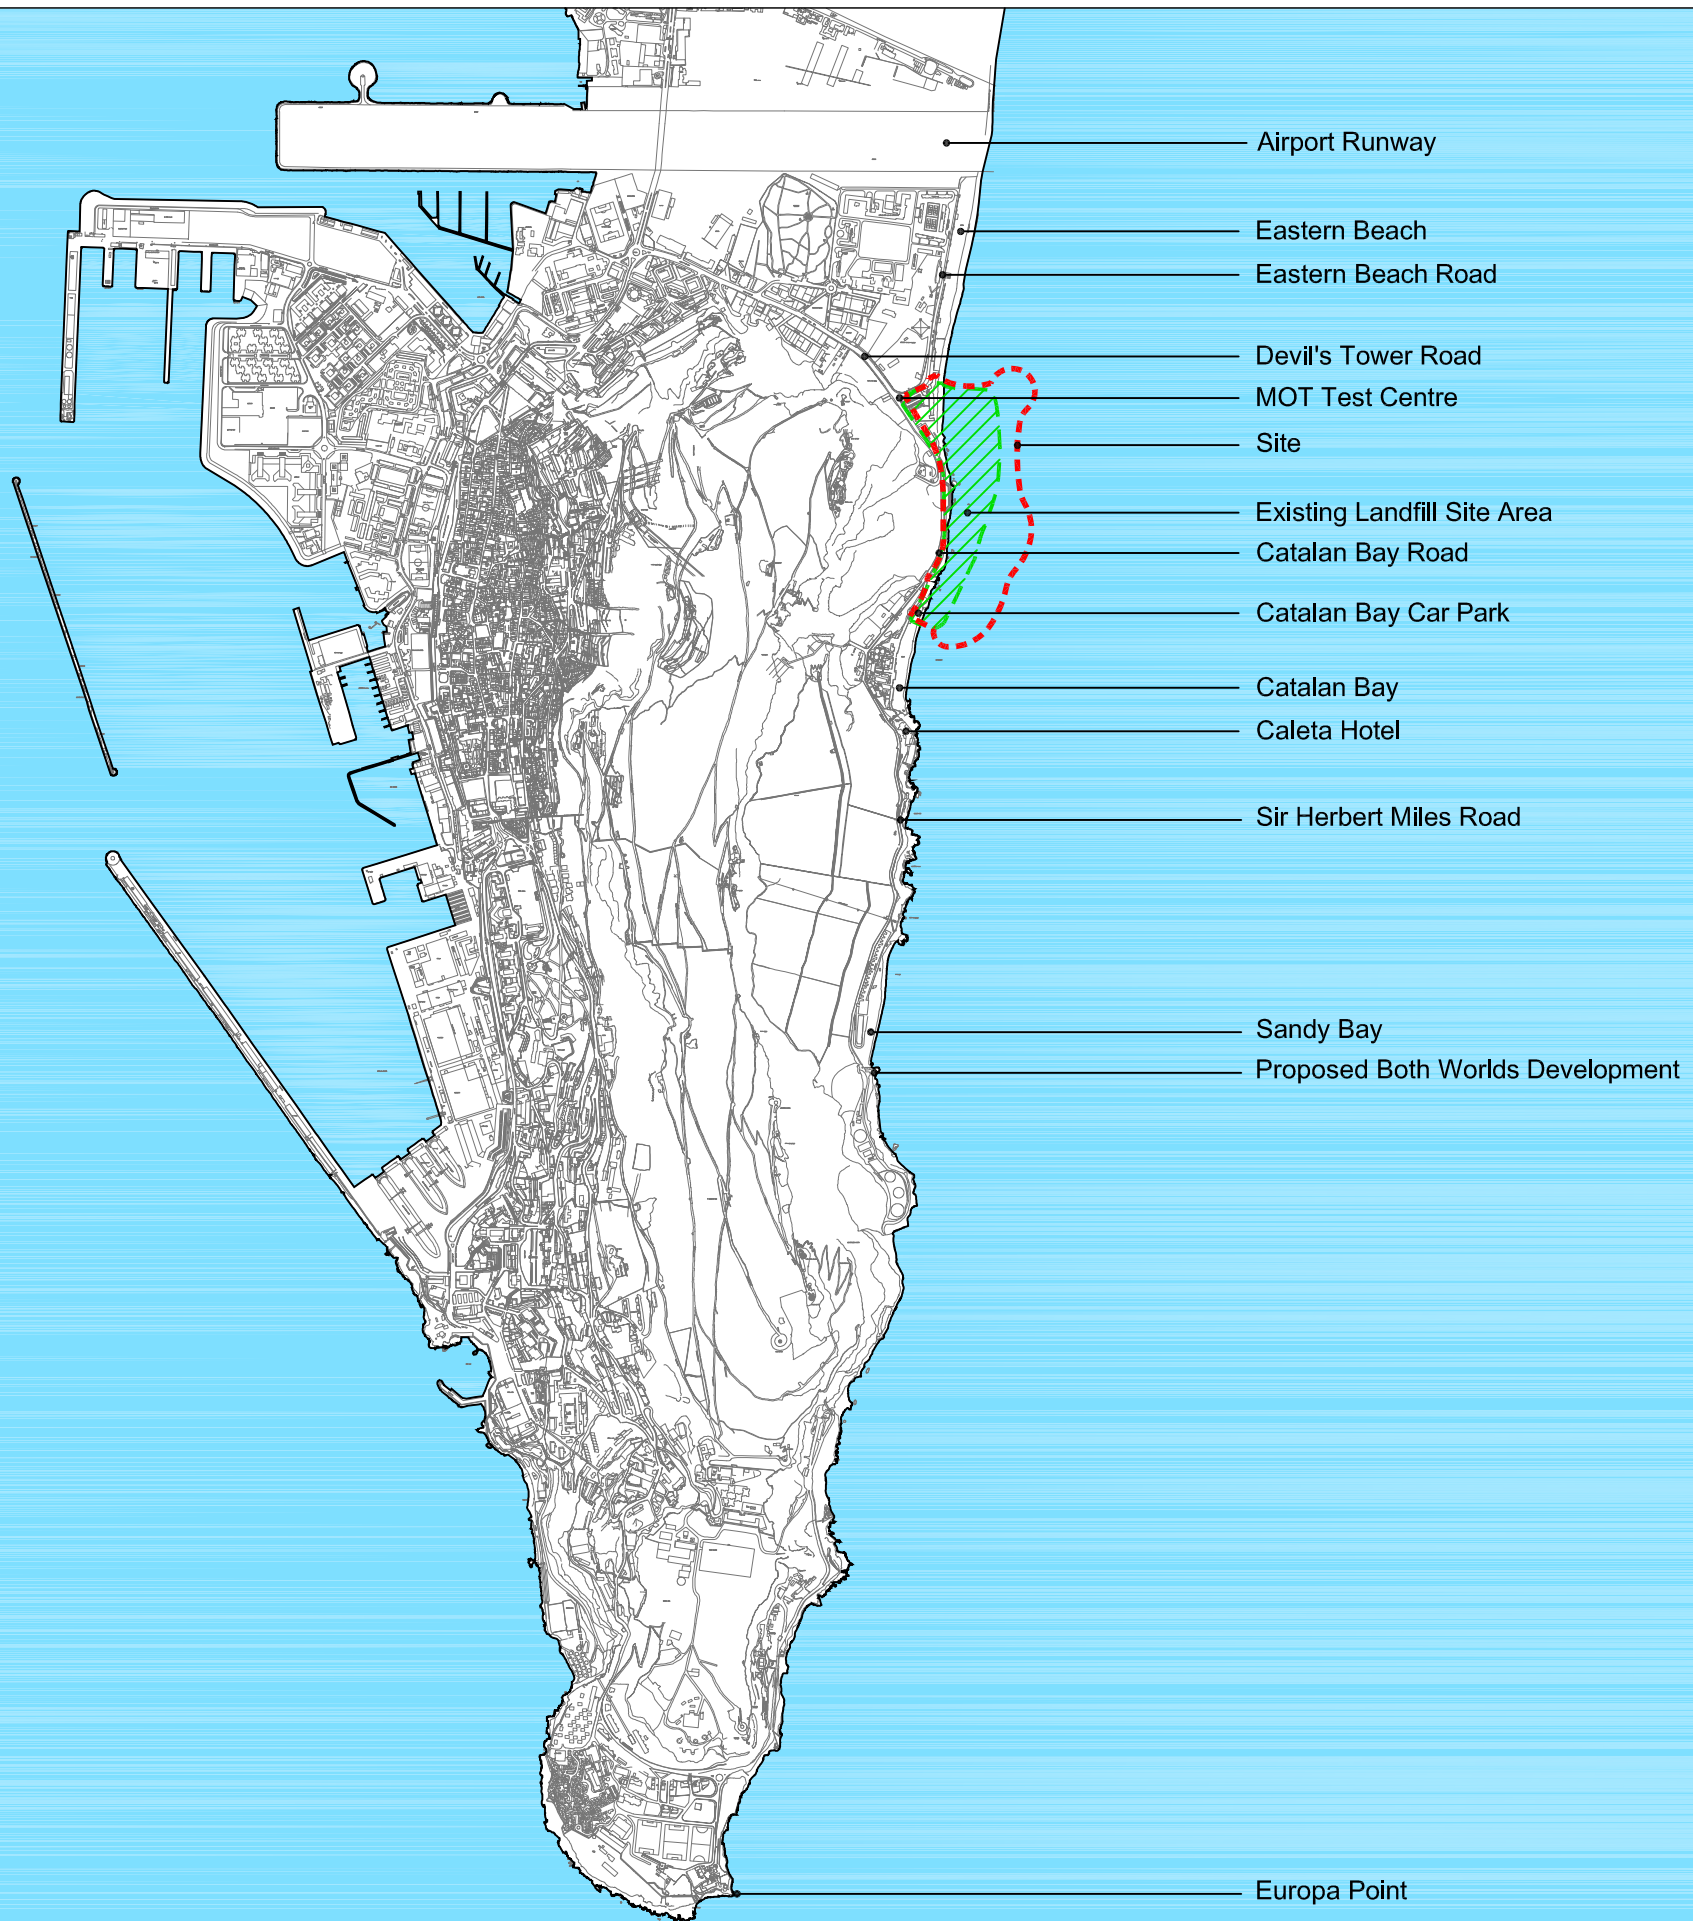 Airport Runway
Eastern Beach
Eastern Beach Road
Devil's Tower Road
MOT Test Centre
Site
Existing Landfill Site Area
Catalan Bay Road
Catalan Bay Car Park
Catalan Bay
Caleta Hotel
Sir Herbert Miles Road
Sandy Bay
Proposed Both Worlds Development
Europa Point